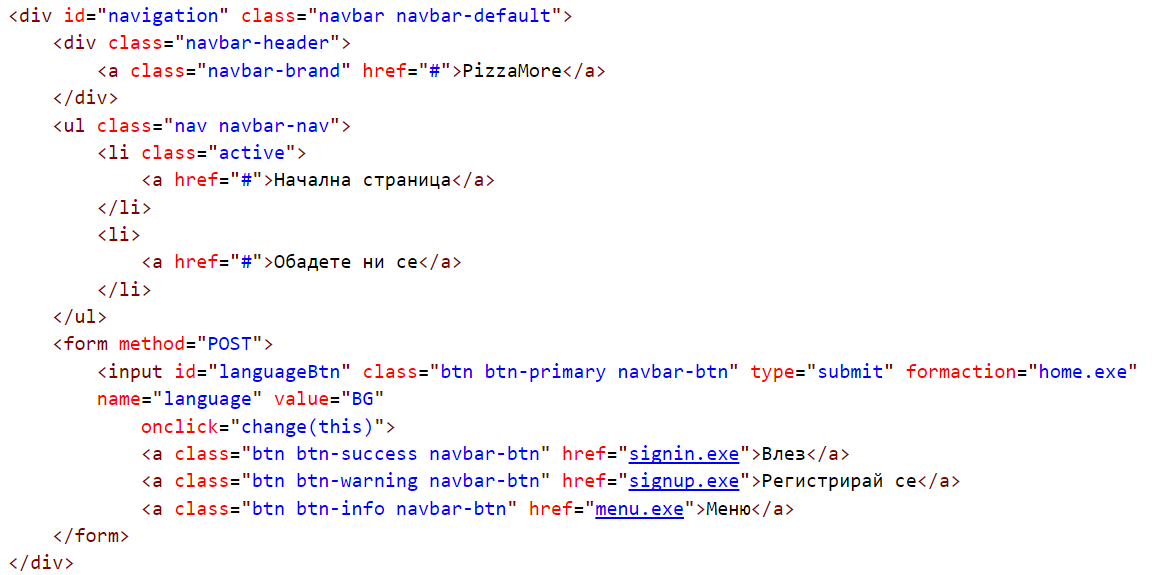 <div id="navigation" class="navbar navbar-default">
    <div class="navbar-header">
        <a class="navbar-brand" href="#">PizzaMore</a>
    </div>
    <ul class="nav navbar-nav">
        <li class="active">
            <a href="#">Начална страница</a>
        </li>
        <li>
            <a href="#">Обадете ни се</a>
        </li>
    </ul>
    <form method="POST">
        <input id="languageBtn" class="btn btn-primary navbar-btn" type="submit" formaction="home.exe"
        name="language" value="BG"
            onclick="change(this)">
            <a class="btn btn-success navbar-btn" href="signin.exe">Влез</a>
            <a class="btn btn-warning navbar-btn" href="signup.exe">Регистрирай се</a>
            <a class="btn btn-info navbar-btn" href="menu.exe">Меню</a>
    </form>
</div>